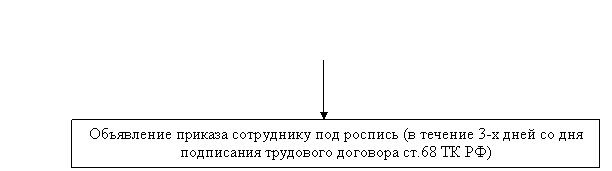 Объявление приказа сотруднику под роспись (в течение 3-х дней со дня
подписания трудового договора ст.68 ТК РФ)